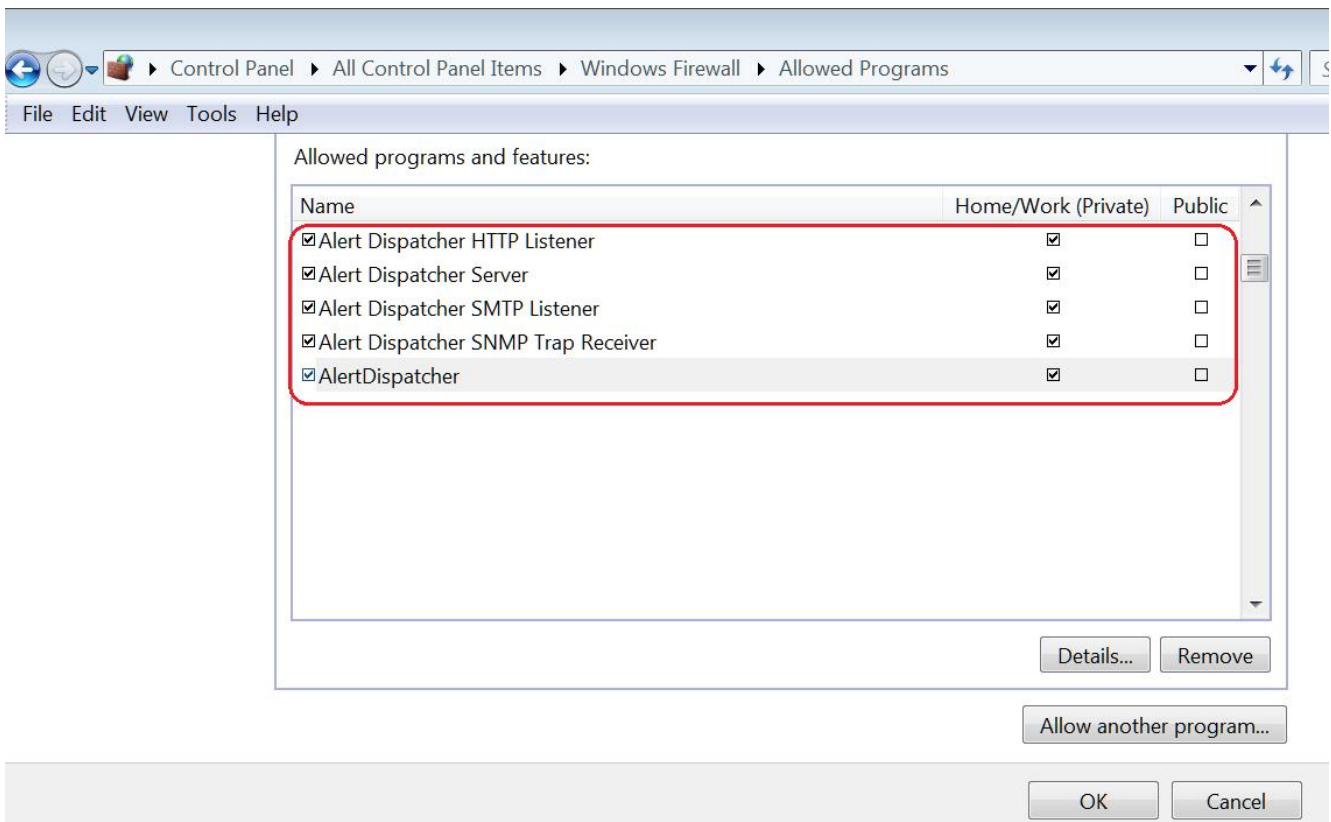 Control Panel All Control Panel Items Windows Firewall Allowed Programs
File Edit View Tools Help
Allowed programs and features:
Name Home/Work (Private) Public
Alert Dispatcher HTTP Listener
Alert Dispatcher Server
Alert Dispatcher SMTP Listener
Alert Dispatcher SNMP Trap Receiver
AlertDispatcher
Details... Remove
Allow another program...
OK Cancel